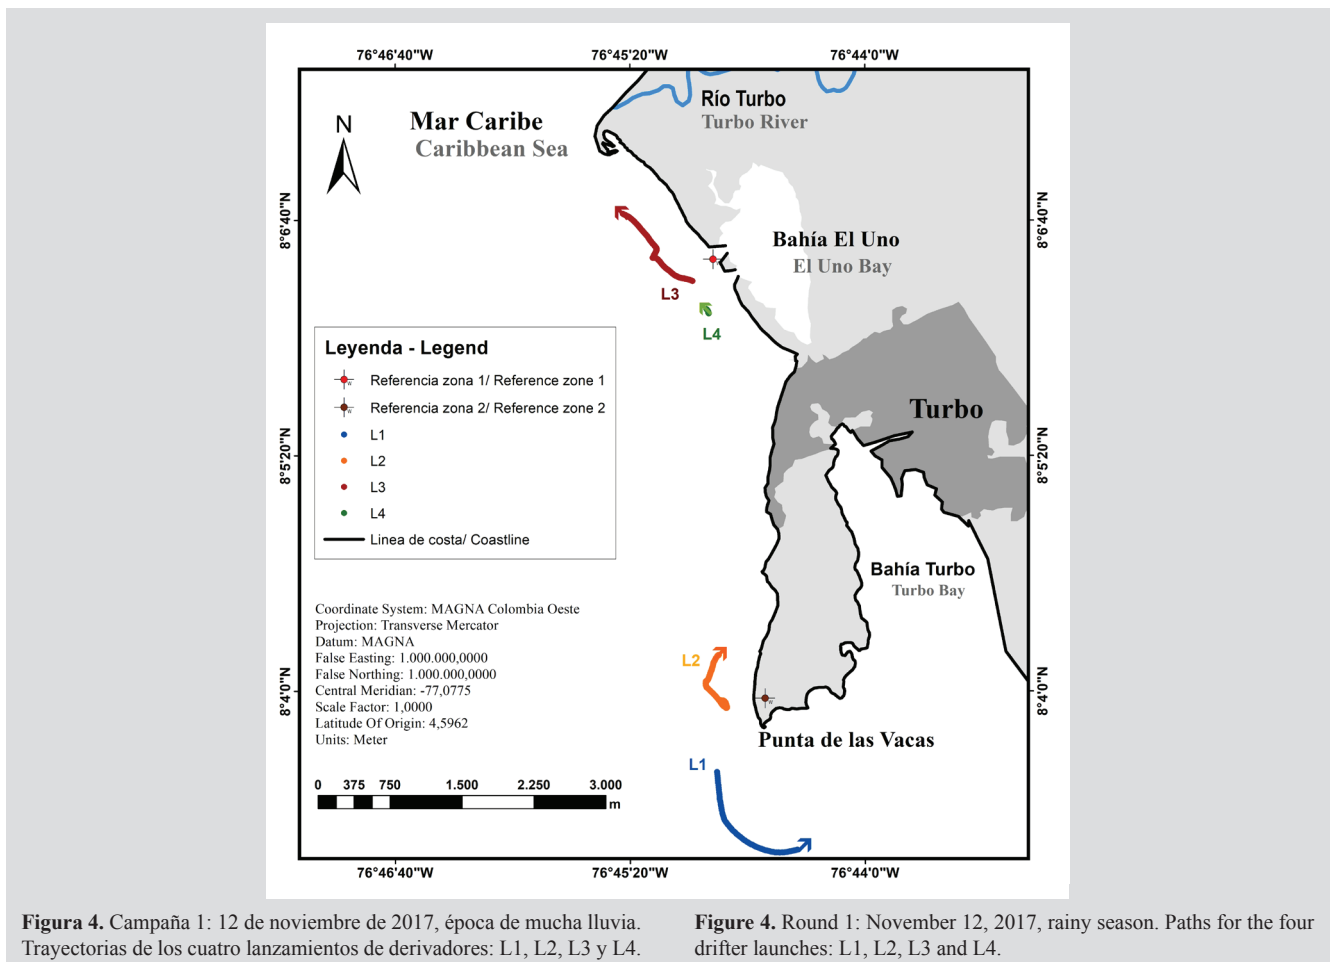 76°46'40"W
76°45'20"W
76°44'0"W
Río Turbo
Turbo River
Mar Caribe
Caribbean Sea
N
8°6'40"N
8°6'40"N
Bahía El Uno
El Uno Bay
L3
L4
Leyenda - Legend
Referencia zona 1/ Reference zone 1
Referencia zona 2/ Reference zone 2
L1
L2
L3
L4
Linea de costa/ Coastline
Turbo
8°5'20"N
8°5'20"N
Bahía Turbo
Turbo Bay
Coordinate System: MAGNA Colombia Oeste
Projection: Transverse Mercator
Datum: MAGNA
False Easting: 1.000.000,0000
False Northing: 1.000.000,0000
Central Meridian: -77,0775
Scale Factor: 1,0000
Latitude Of Origin: 4,5962
Units: Meter
L2
8°4'0"N
8°4'0"N
Punta de las Vacas
L1
0 375 750 1.500 2.250 3.000
m
76°46'40"W
76°45'20"W
76°44'0"W
Figura 4. Campaña 1: 12 de noviembre de 2017, época de mucha lluvia.
Trayectorias de los cuatro lanzamientos de derivadores: L1, L2, L3 y L4.
Figure 4. Round 1: November 12, 2017, rainy season. Paths for the four
drifter launches: L1, L2, L3 and L4.